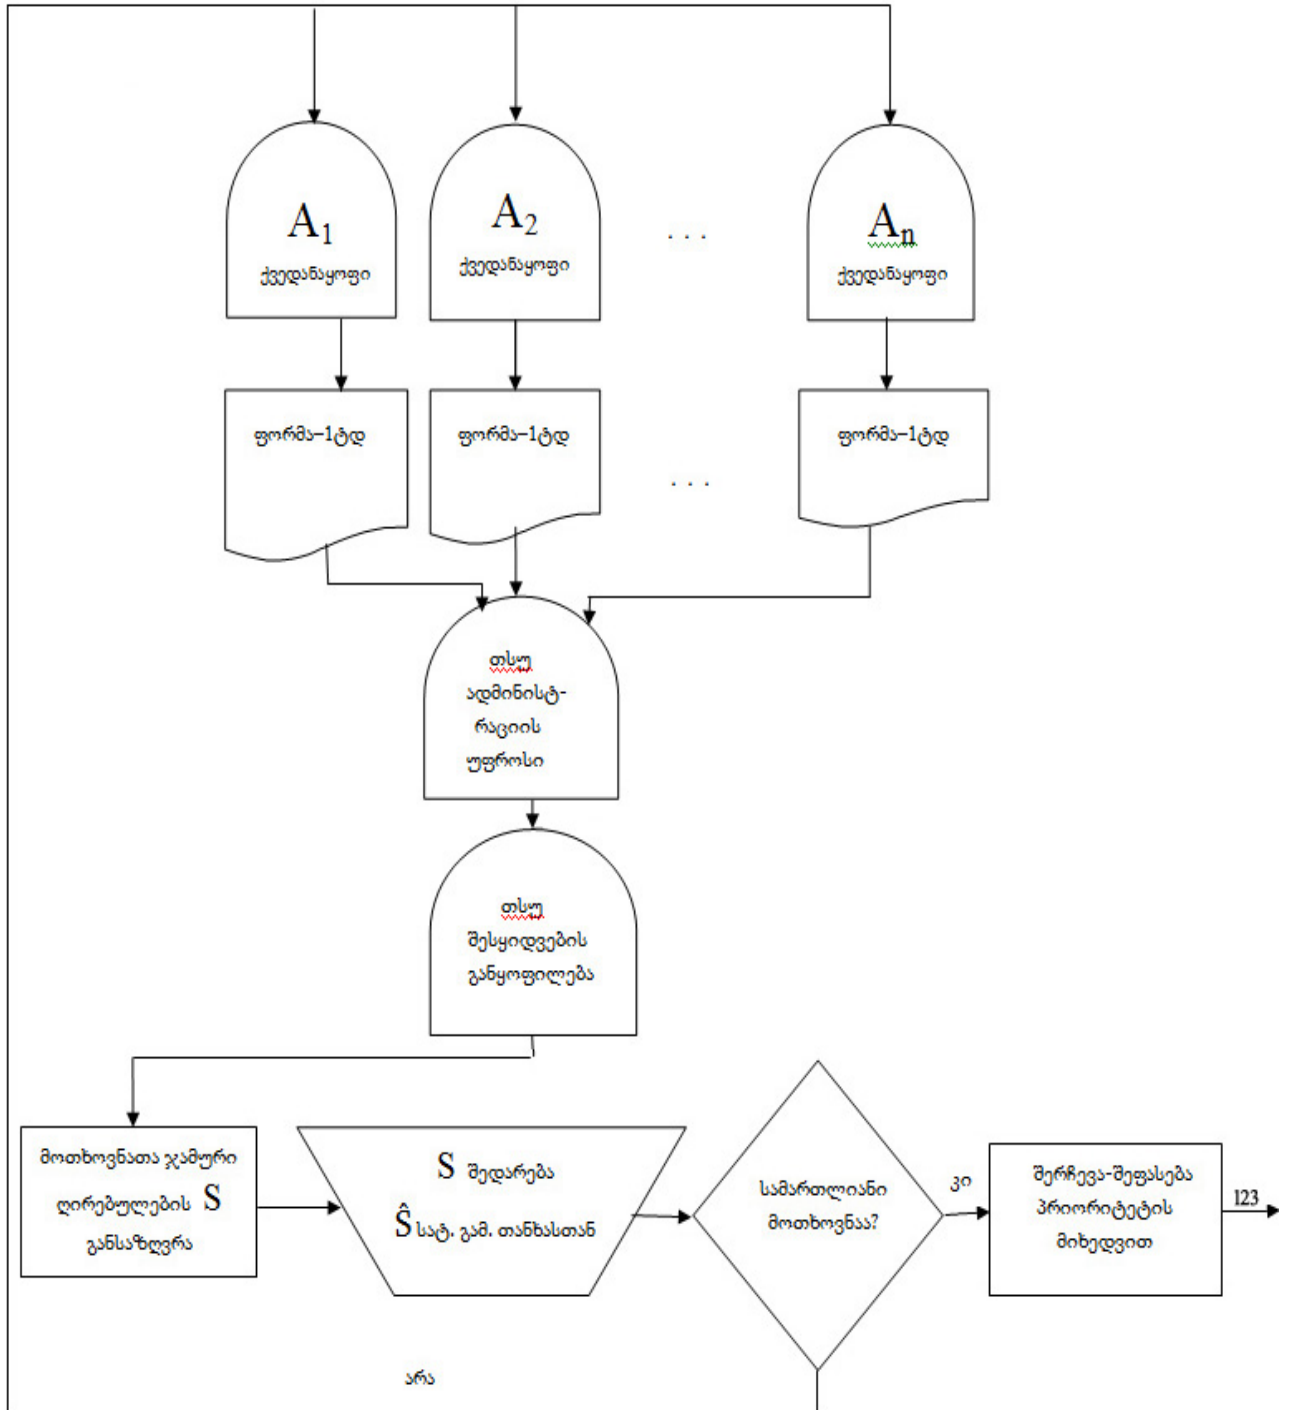 A1
ქვედანაყოფი
A2
ქვედანაყოფი
. . .
An
ქვედანაყოფი
ფორმა–1ტდ
ფორმა–1ტდ
. . .
ფორმა–1ტდ
თსუ
ადმინისტ-
რაციის
უფროსი
თსუ
შესყიდვების
განყოფილება
მოთხოვნათა ჯამური
ღირებულების S
განსაზღვრა
S შედარება
Ŝ სატ. გამ. თანხასთან
სამართლიანი
მოთხოვნაა?
კი
შერჩევა-შეფასება
პრიორიტეტის
მიხედვით
123
არა